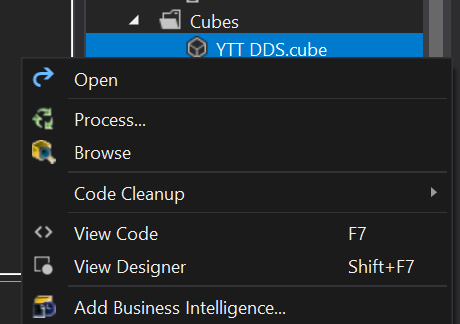 Cubes
YTT DDS.cube
Open
Process...
Browse
Code Cleanup
View Code F7
View Designer Shift+F7
Add Business Intelligence...